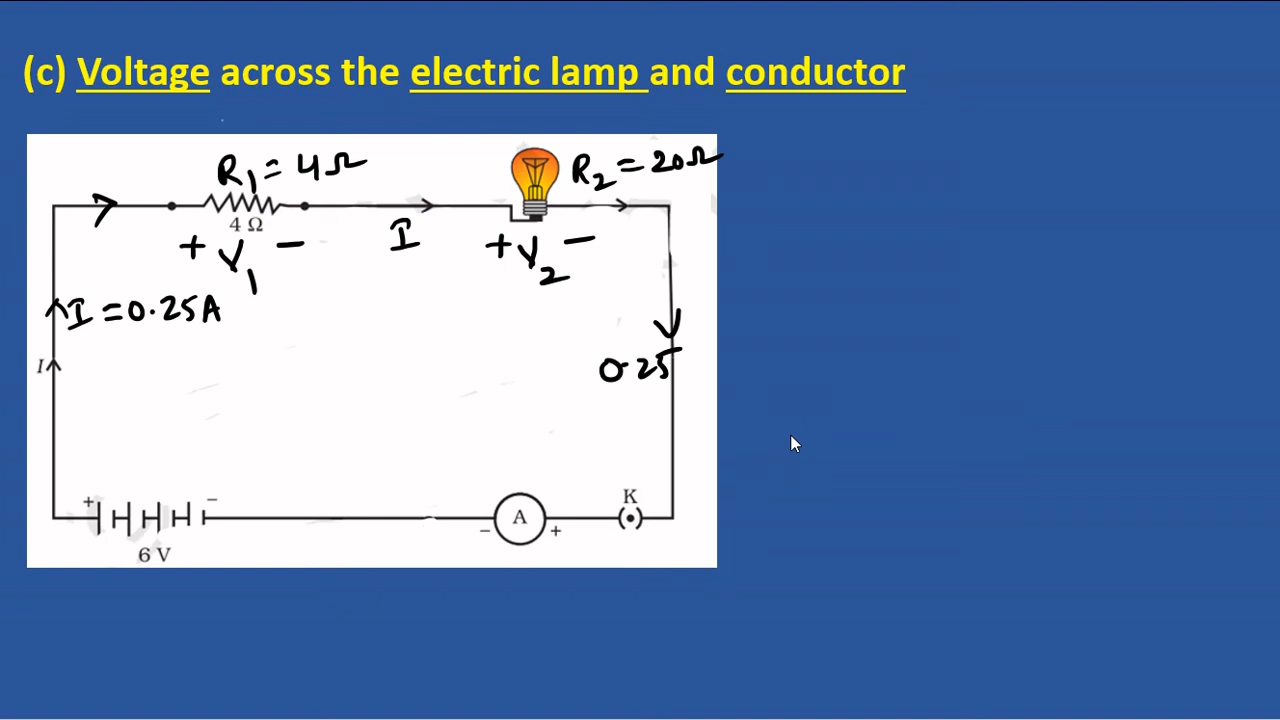 (c) Voltage across the electric lamp and conductor
R₁ = 4Ω
R₂ = 20Ω
4 Ω
+ V₁ −
I
+ V₂ −
I = 0.25A
I
0.25
+ −
6 V
− A +
K